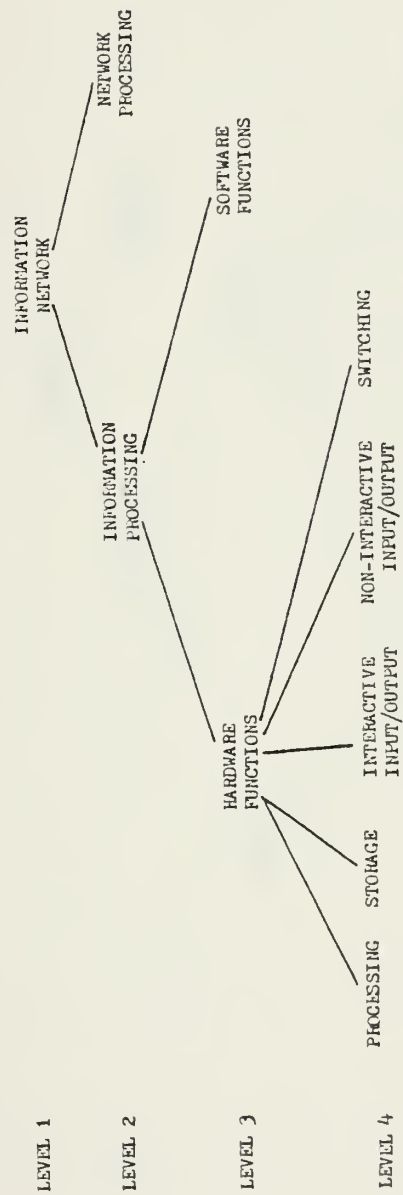 LEVEL 1
INFORMATION
NETWORK
LEVEL 2
INFORMATION
PROCESSING
NETWORK
PROCESSING
LEVEL 3
HARDWARE
FUNCTIONS
SOFTWARE
FUNCTIONS
LEVEL 4
PROCESSING
STORAGE
INTERACTIVE
INPUT/OUTPUT
NON-INTERACTIVE
INPUT/OUTPUT
SWITCHING